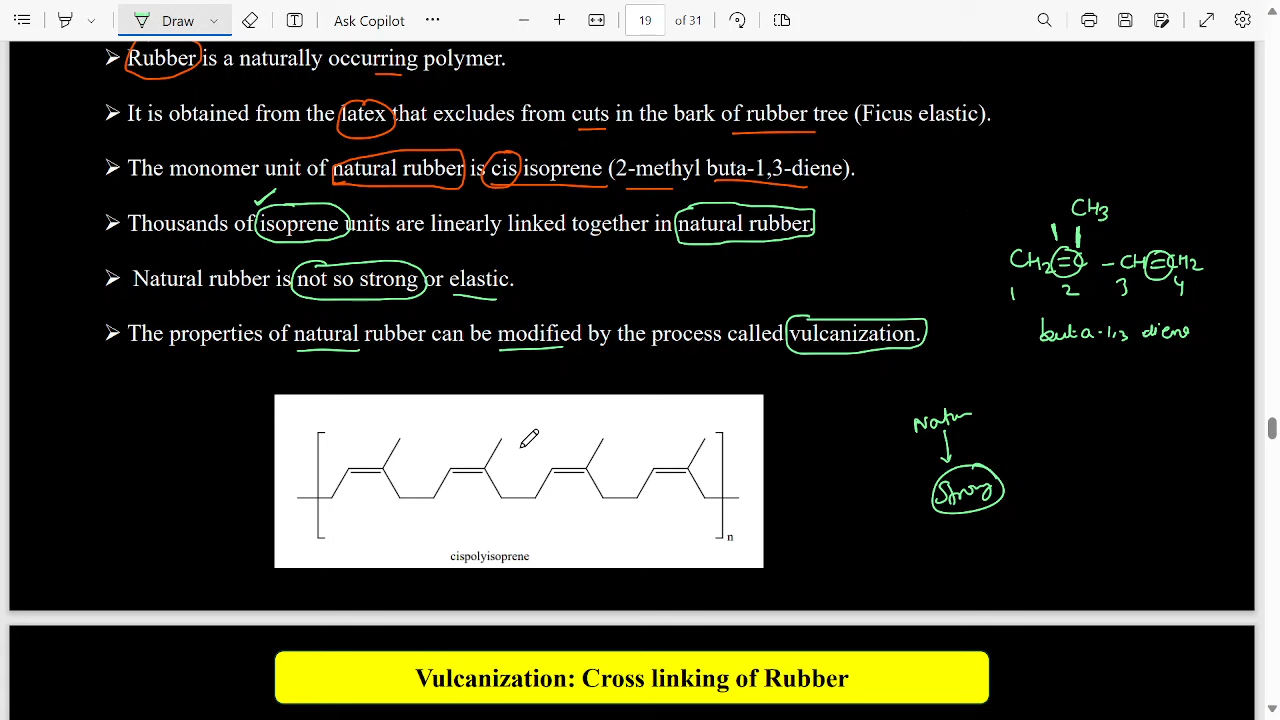 Draw
Ask Copilot
19 of 31
Rubber is a naturally occurring polymer.
It is obtained from the latex that excludes from cuts in the bark of rubber tree (Ficus elastic).
The monomer unit of natural rubber is cis isoprene (2-methyl buta-1,3-diene).
Thousands of isoprene units are linearly linked together in natural rubber.
CH3
CH2=C-CH=CH2
1 2 3 4
Natural rubber is not so strong or elastic.
The properties of natural rubber can be modified by the process called vulcanization.
buta-1,3 diene
Natu
Strong
n
cispolyisoprene
Vulcanization: Cross linking of Rubber